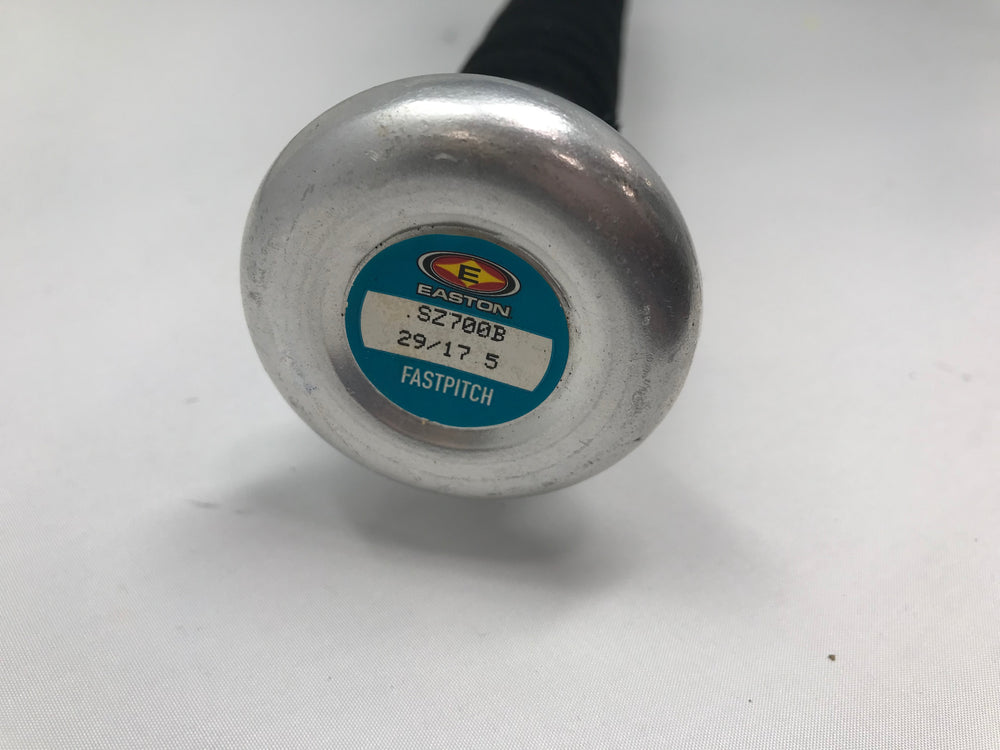 E
EASTON
.SZ700B
29/17.5
FASTPITCH